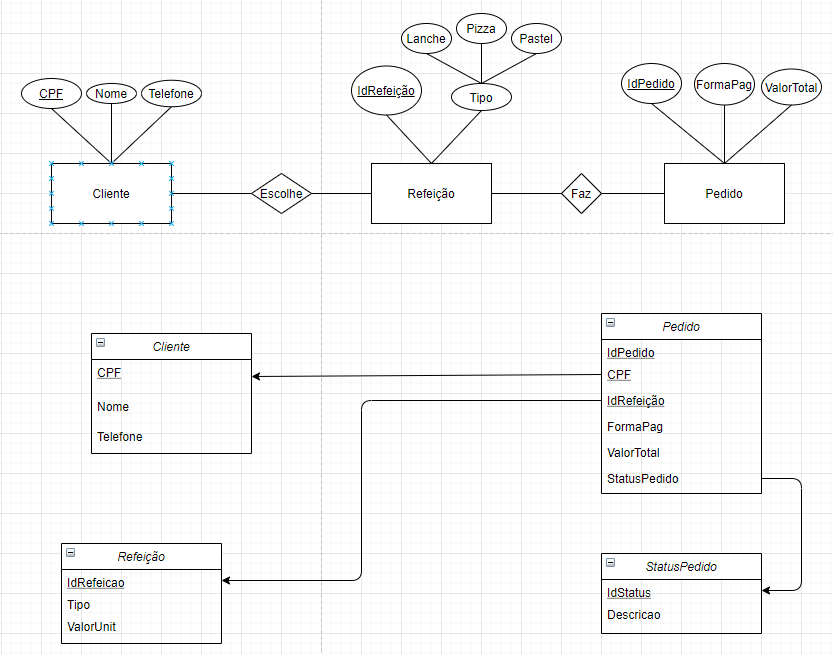 Lanche
Pizza
Pastel
CPF
Nome
Telefone
IdRefeição
Tipo
IdPedido
FormaPag
ValorTotal
Cliente
Escolhe
Refeição
Faz
Pedido
Cliente
CPF
Nome
Telefone
Pedido
IdPedido
CPF
IdRefeição
FormaPag
ValorTotal
StatusPedido
Refeição
IdRefeicao
Tipo
ValorUnit
StatusPedido
IdStatus
Descricao